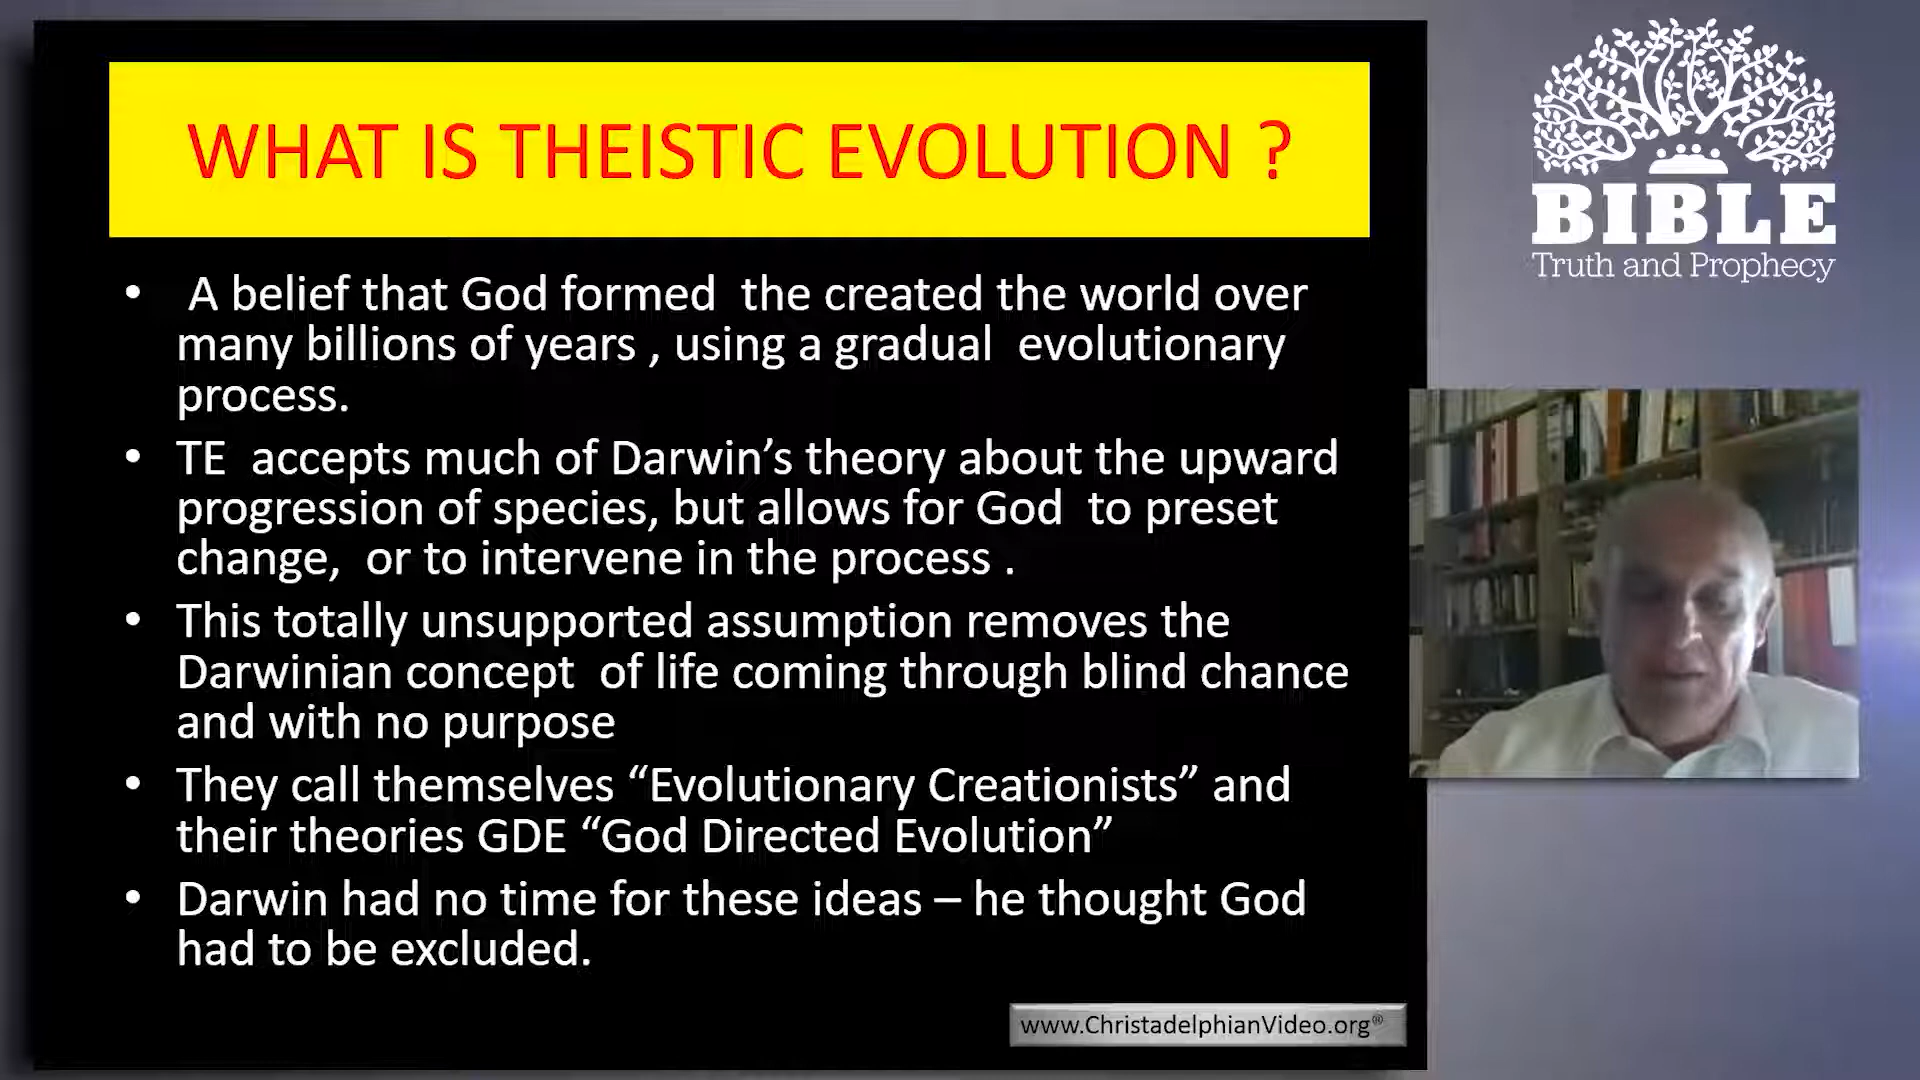 WHAT IS THEISTIC EVOLUTION ?
• A belief that God formed the created the world over
many billions of years , using a gradual evolutionary
process.
• TE accepts much of Darwin’s theory about the upward
progression of species, but allows for God to preset
change, or to intervene in the process .
• This totally unsupported assumption removes the
Darwinian concept of life coming through blind chance
and with no purpose
• They call themselves “Evolutionary Creationists” and
their theories GDE “God Directed Evolution”
• Darwin had no time for these ideas – he thought God
had to be excluded.
www.ChristadelphianVideo.org®
BIBLE
Truth and Prophecy